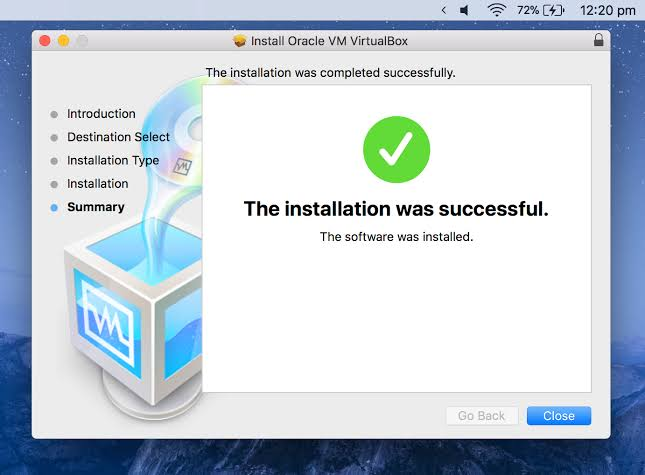 72%
12:20 pm
Install Oracle VM VirtualBox
The installation was completed successfully.
Introduction
Destination Select
Installation Type
Installation
Summary
The installation was successful.
The software was installed.
Go Back
Close